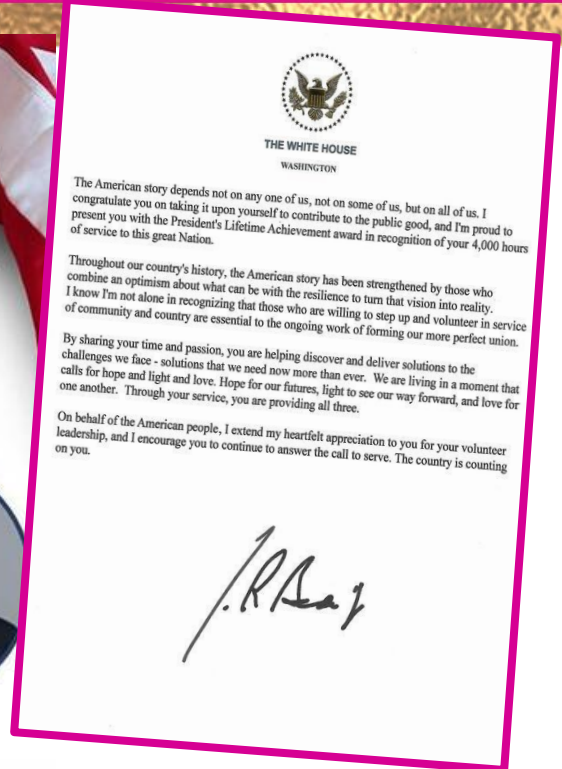 THE WHITE HOUSE
WASHINGTON
The American story depends not on any one of us, not on some of us, but on all of us. I
congratulate you on taking it upon yourself to contribute to the public good, and I'm proud to
present you with the President's Lifetime Achievement award in recognition of your 4,000 hours
of service to this great Nation.
Throughout our country's history, the American story has been strengthened by those who
combine an optimism about what can be with the resilience to turn that vision into reality.
I know I'm not alone in recognizing that those who are willing to step up and volunteer in service
of community and country are essential to the ongoing work of forming our more perfect union.
By sharing your time and passion, you are helping discover and deliver solutions to the
challenges we face - solutions that we need now more than ever. We are living in a moment that
calls for hope and light and love. Hope for our futures, light to see our way forward, and love for
one another. Through your service, you are providing all three.
On behalf of the American people, I extend my heartfelt appreciation to you for your volunteer
leadership, and I encourage you to continue to answer the call to serve. The country is counting
on you.